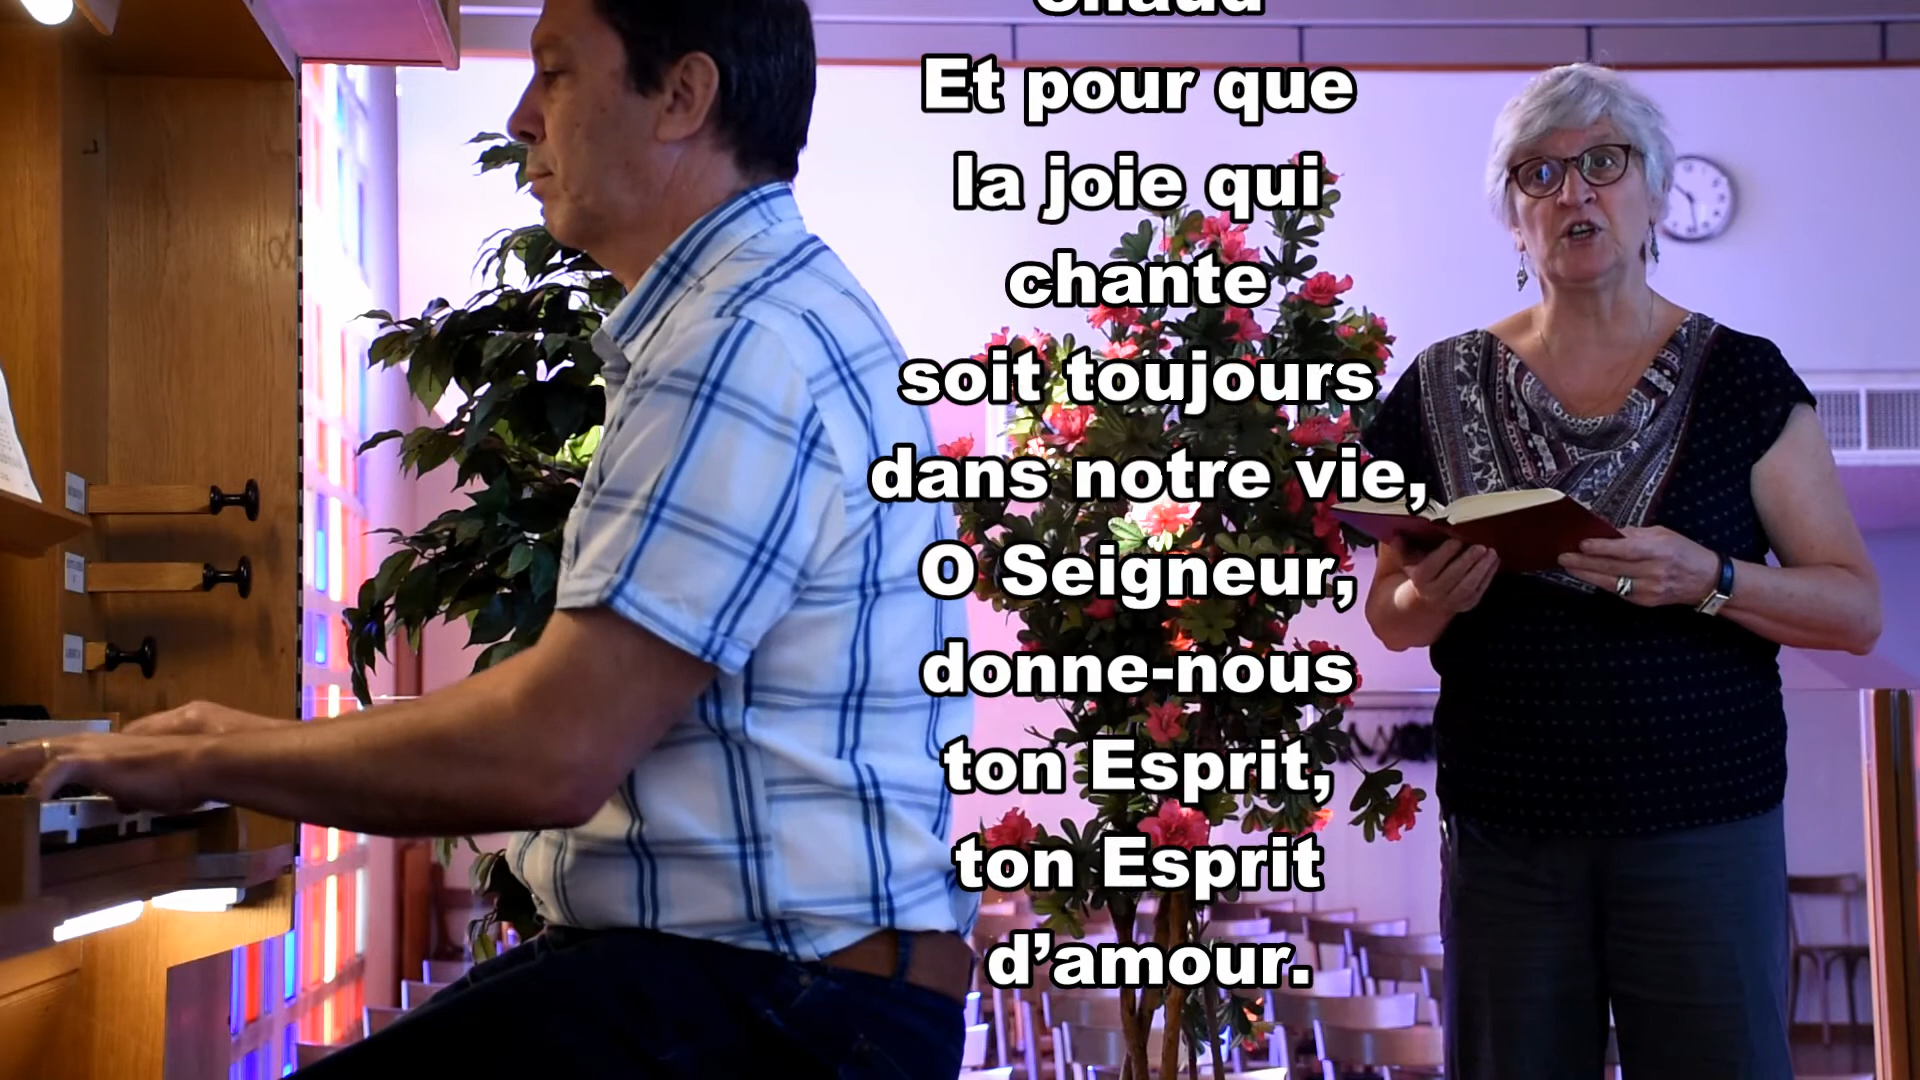 chaud
Et pour que
la joie qui
chante
soit toujours
dans notre vie,
O Seigneur,
donne-nous
ton Esprit,
ton Esprit
d’amour.